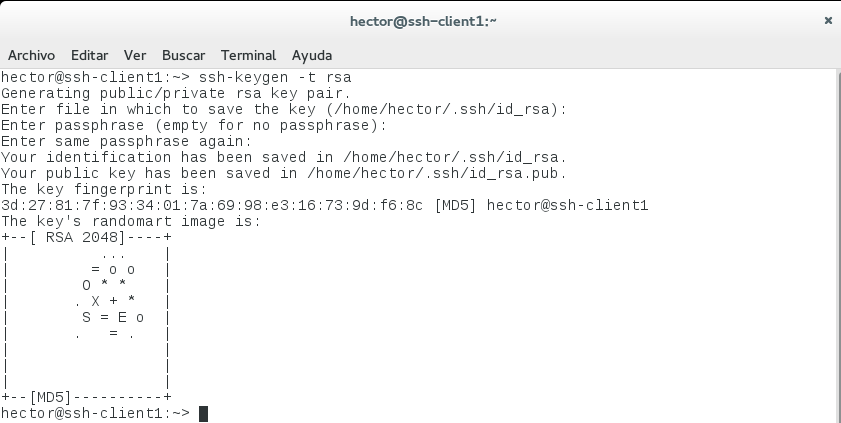 hector@ssh-client1:~
×
Archivo Editar Ver Buscar Terminal Ayuda
hector@ssh-client1:~> ssh-keygen -t rsa
Generating public/private rsa key pair.
Enter file in which to save the key (/home/hector/.ssh/id_rsa):
Enter passphrase (empty for no passphrase):
Enter same passphrase again:
Your identification has been saved in /home/hector/.ssh/id_rsa.
Your public key has been saved in /home/hector/.ssh/id_rsa.pub.
The key fingerprint is:
3d:27:81:7f:93:34:01:7a:69:98:e3:16:73:9d:f6:8c [MD5] hector@ssh-client1
The key's randomart image is:
+--[ RSA 2048]----+
|           ...   |
|          = o o  |
|         O * *   |
|        . X + *  |
|         S = E o |
|        .   = .  |
|                 |
|                 |
|                 |
+--[MD5]----------+
hector@ssh-client1:~>